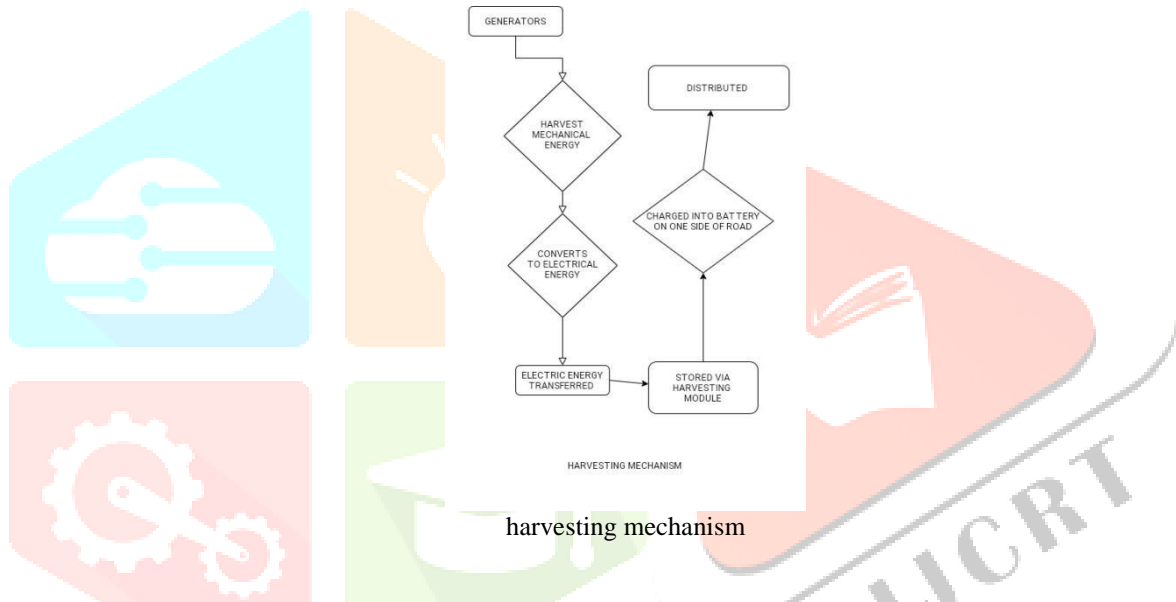 GENERATORS
HARVEST
MECHANICAL
ENERGY
CONVERTS
TO ELECTRICAL
ENERGY
ELECTRIC ENERGY
TRANSFERRED
STORED VIA
HARVESTING
MODULE
CHARGED INTO BATTERY
ON ONE SIDE OF ROAD
DISTRIBUTED
HARVESTING MECHANISM
harvesting mechanism
IJCRT